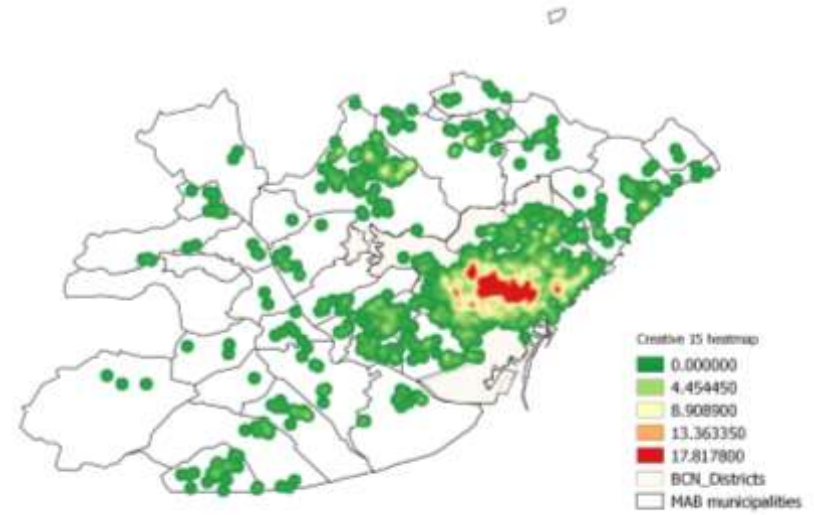 Creative 15 heatmap
0.000000
4.454450
8.908900
13.363350
17.817800
BCN_Districts
MAB municipalities